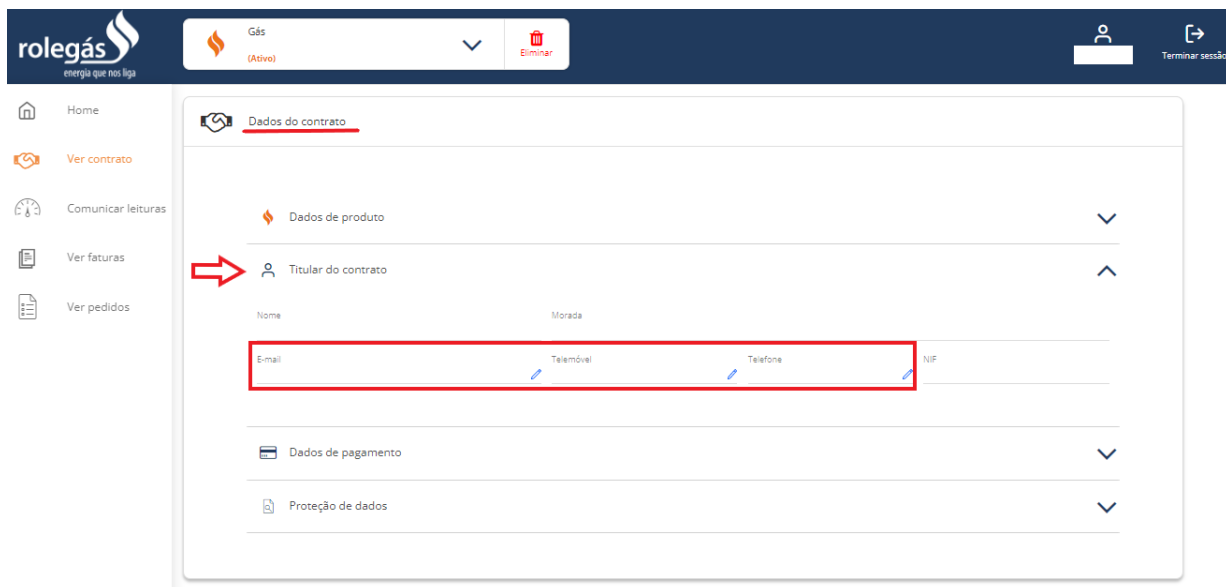 rolegás
energia que nos liga
Gás
(Ativo)
Eliminar
Terminar sessão
Home
Ver contrato
Comunicar leituras
Ver faturas
Ver pedidos
Dados do contrato
Dados de produto
Titular do contrato
Nome
Morada
E-mail
Telemóvel
Telefone
NIF
Dados de pagamento
Proteção de dados